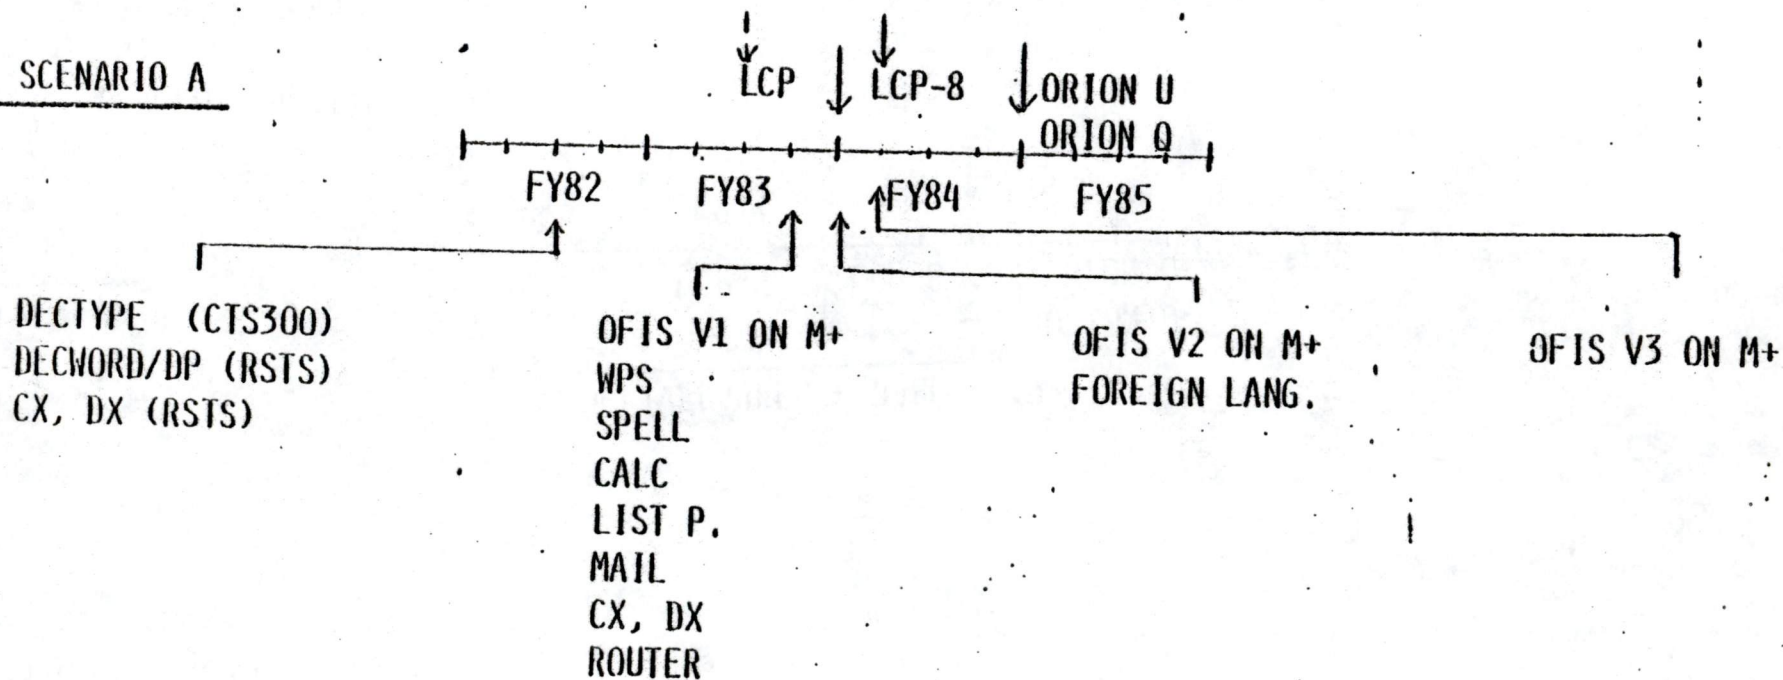 SCENARIO A
LCP
LCP-8
ORION U
ORION Q
FY82
FY83
FY84
FY85
DECTYPE (CTS300)
DECWORD/DP (RSTS)
CX, DX (RSTS)
OFIS V1 ON M+
WPS
SPELL
CALC
LIST P.
MAIL
CX, DX
ROUTER
OFIS V2 ON M+
FOREIGN LANG.
OFIS V3 ON M+